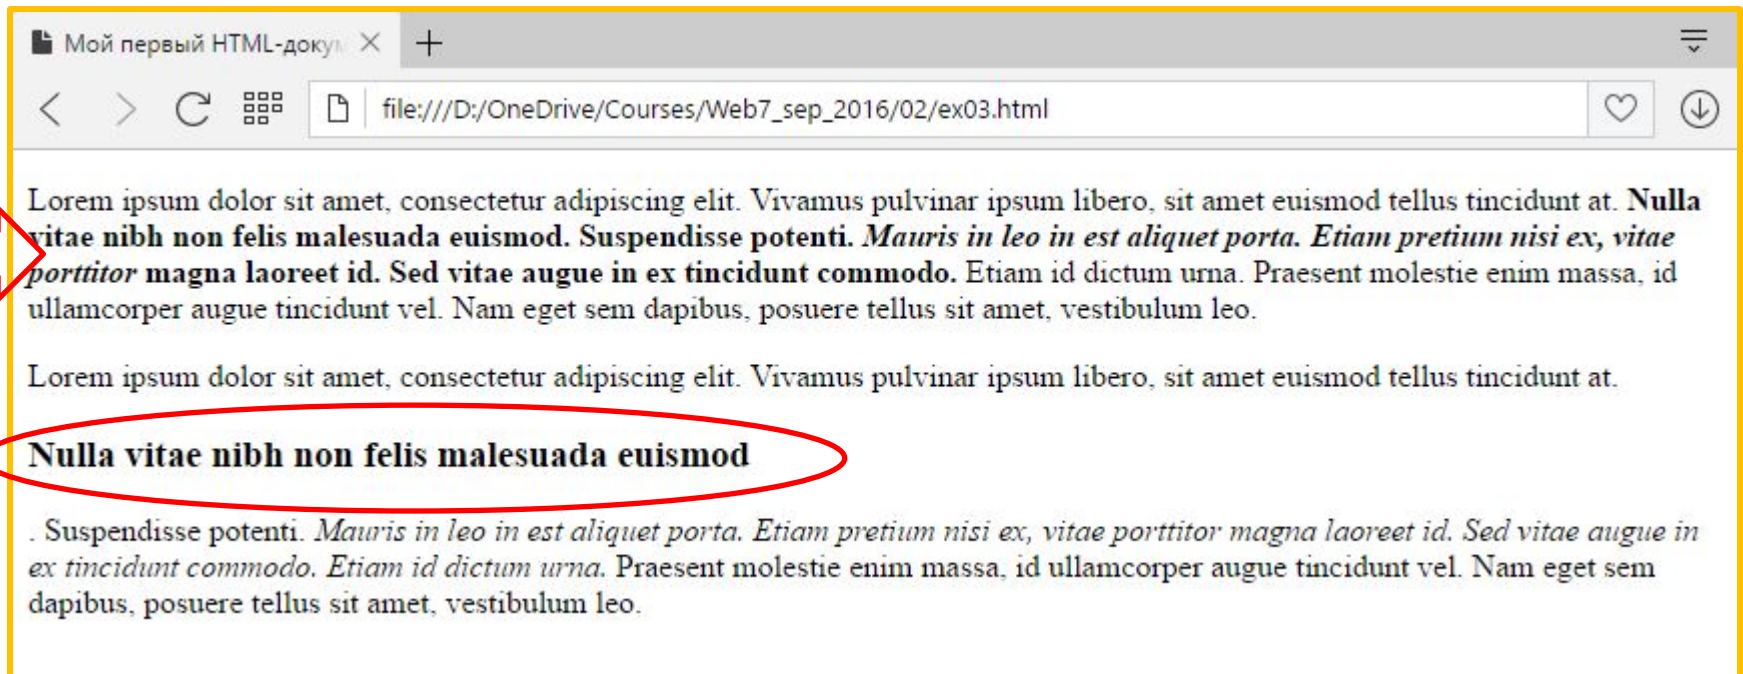 Мой первый HTML-докум
file:///D:/OneDrive/Courses/Web7_sep_2016/02/ex03.html
Lorem ipsum dolor sit amet, consectetur adipiscing elit. Vivamus pulvinar ipsum libero, sit amet euismod tellus tincidunt at. Nulla
vitae nibh non felis malesuada euismod. Suspendisse potenti. Mauris in leo in est aliquet porta. Etiam pretium nisi ex, vitae
porttitor magna laoreet id. Sed vitae augue in ex tincidunt commodo. Etiam id dictum urna. Praesent molestie enim massa, id
ullamcorper augue tincidunt vel. Nam eget sem dapibus, posuere tellus sit amet, vestibulum leo.
Lorem ipsum dolor sit amet, consectetur adipiscing elit. Vivamus pulvinar ipsum libero, sit amet euismod tellus tincidunt at.
Nulla vitae nibh non felis malesuada euismod
. Suspendisse potenti. Mauris in leo in est aliquet porta. Etiam pretium nisi ex, vitae porttitor magna laoreet id. Sed vitae augue in
ex tincidunt commodo. Etiam id dictum urna. Praesent molestie enim massa, id ullamcorper augue tincidunt vel. Nam eget sem
dapibus, posuere tellus sit amet, vestibulum leo.